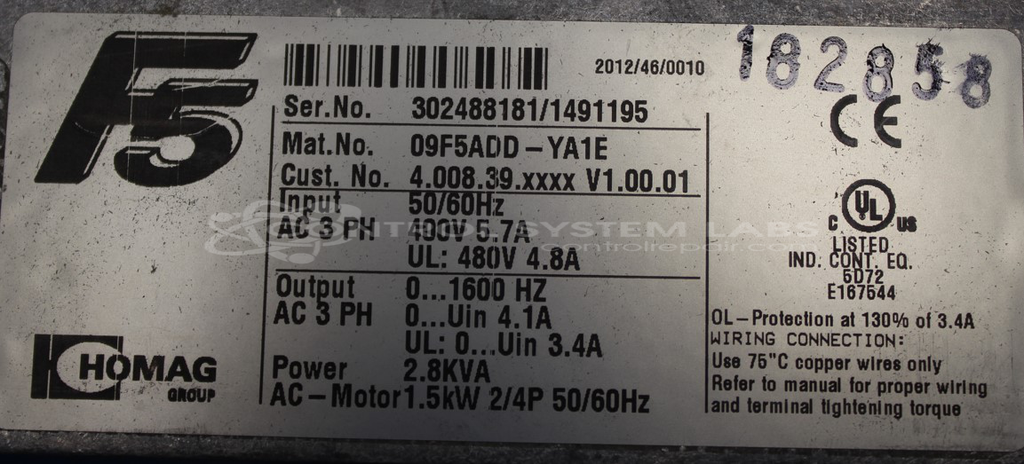 F5
2012/46/0010
182858
Ser.No. 302488181/1491195
Mat.No. 09F5ADD-YA1E
Cust. No. 4.008.39.xxxx V1.00.01
Input 50/60Hz
AC 3 PH 400V 5.7A
UL: 480V 4.8A
Output 0...1600 HZ
AC 3 PH 0...Uin 4.1A
UL: 0...Uin 3.4A
Power 2.8KVA
AC-Motor 1.5kW 2/4P 50/60Hz
HOMAG
GROUP
CE
C UL US
LISTED
IND. CONT. EQ.
5D72
E167544
OL-Protection at 130% of 3.4A
WIRING CONNECTION:
Use 75°C copper wires only
Refer to manual for proper wiring
and terminal tightening torque
SYSTEM LABS
controlrepair.com